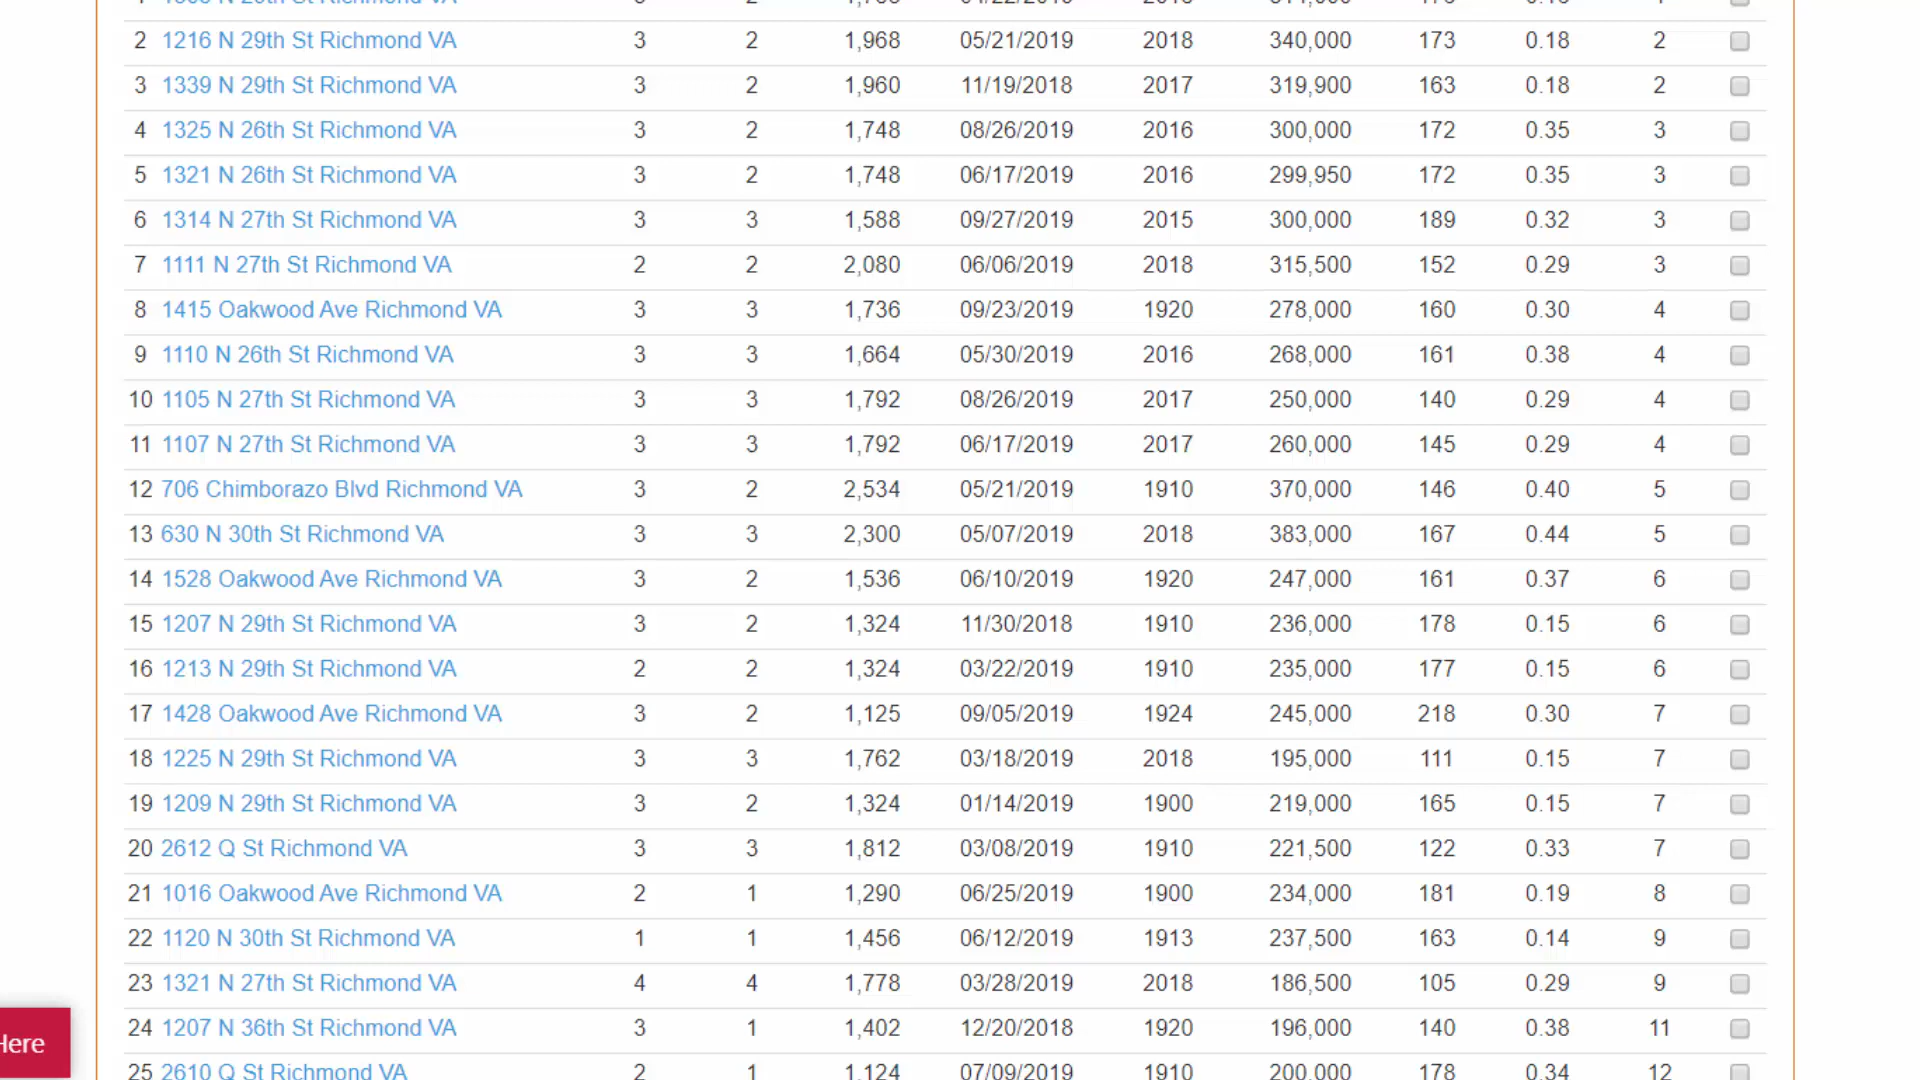 2 1216 N 29th St Richmond VA 3 2 1,968 05/21/2019 2018 340,000 173 0.18 2
3 1339 N 29th St Richmond VA 3 2 1,960 11/19/2018 2017 319,900 163 0.18 2
4 1325 N 26th St Richmond VA 3 2 1,748 08/26/2019 2016 300,000 172 0.35 3
5 1321 N 26th St Richmond VA 3 2 1,748 06/17/2019 2016 299,950 172 0.35 3
6 1314 N 27th St Richmond VA 3 3 1,588 09/27/2019 2015 300,000 189 0.32 3
7 1111 N 27th St Richmond VA 2 2 2,080 06/06/2019 2018 315,500 152 0.29 3
8 1415 Oakwood Ave Richmond VA 3 3 1,736 09/23/2019 1920 278,000 160 0.30 4
9 1110 N 26th St Richmond VA 3 3 1,664 05/30/2019 2016 268,000 161 0.38 4
10 1105 N 27th St Richmond VA 3 3 1,792 08/26/2019 2017 250,000 140 0.29 4
11 1107 N 27th St Richmond VA 3 3 1,792 06/17/2019 2017 260,000 145 0.29 4
12 706 Chimborazo Blvd Richmond VA 3 2 2,534 05/21/2019 1910 370,000 146 0.40 5
13 630 N 30th St Richmond VA 3 3 2,300 05/07/2019 2018 383,000 167 0.44 5
14 1528 Oakwood Ave Richmond VA 3 2 1,536 06/10/2019 1920 247,000 161 0.37 6
15 1207 N 29th St Richmond VA 3 2 1,324 11/30/2018 1910 236,000 178 0.15 6
16 1213 N 29th St Richmond VA 2 2 1,324 03/22/2019 1910 235,000 177 0.15 6
17 1428 Oakwood Ave Richmond VA 3 2 1,125 09/05/2019 1924 245,000 218 0.30 7
18 1225 N 29th St Richmond VA 3 3 1,762 03/18/2019 2018 195,000 111 0.15 7
19 1209 N 29th St Richmond VA 3 2 1,324 01/14/2019 1900 219,000 165 0.15 7
20 2612 Q St Richmond VA 3 3 1,812 03/08/2019 1910 221,500 122 0.33 7
21 1016 Oakwood Ave Richmond VA 2 1 1,290 06/25/2019 1900 234,000 181 0.19 8
22 1120 N 30th St Richmond VA 1 1 1,456 06/12/2019 1913 237,500 163 0.14 9
23 1321 N 27th St Richmond VA 4 4 1,778 03/28/2019 2018 186,500 105 0.29 9
24 1207 N 36th St Richmond VA 3 1 1,402 12/20/2018 1920 196,000 140 0.38 11
Here
25 2610 Q St Richmond VA 2 1 1,124 07/09/2019 1910 200,000 178 0.34 12